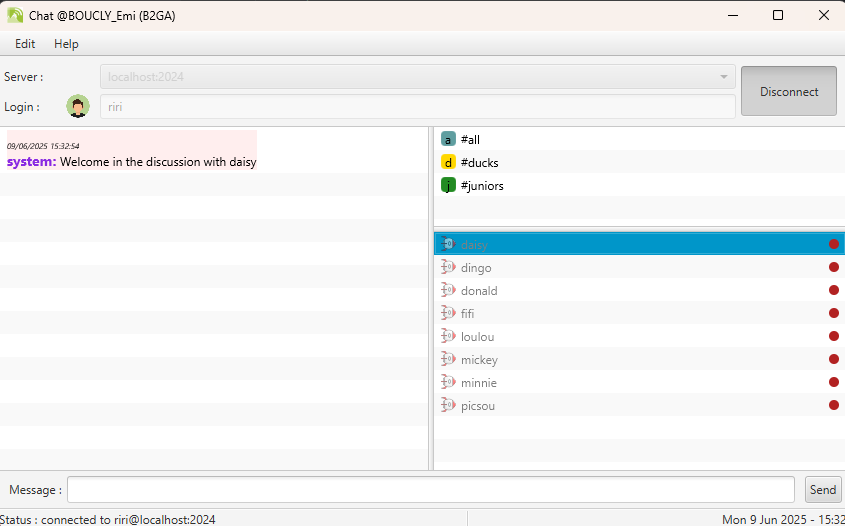 Chat @BOUCLY_Emi (B2GA)
Edit Help
Server : localhost:2024
Disconnect
Login : riri
09/06/2025 15:32:54
system: Welcome in the discussion with daisy
a #all
d #ducks
j #juniors
daisy
dingo
donald
fifi
loulou
mickey
minnie
picsou
Message :
Send
Status : connected to riri@localhost:2024
Mon 9 Jun 2025 - 15:32